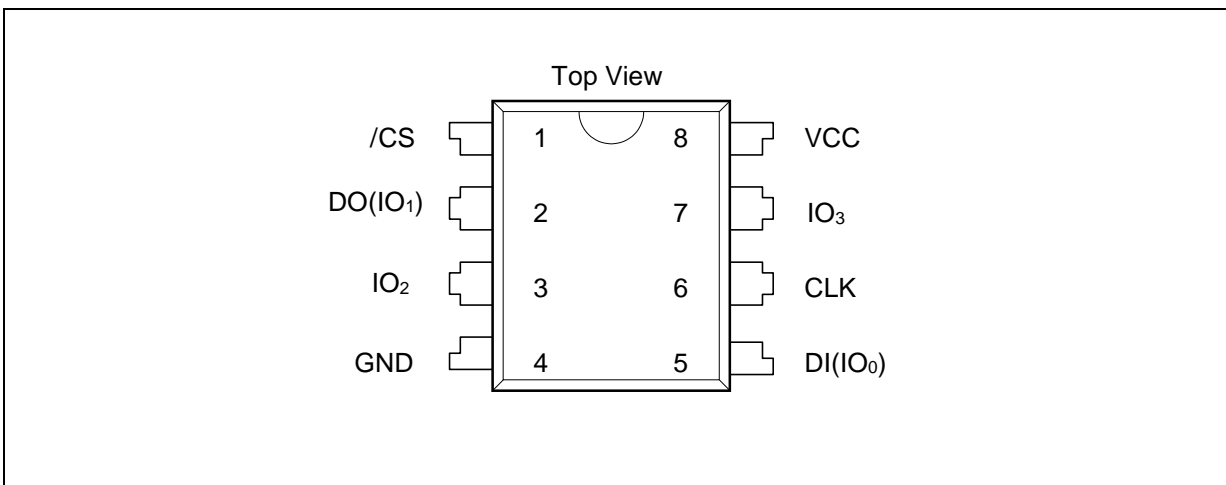 Top View
/CS 1 8 VCC
DO(IO₁) 2 7 IO₃
IO₂ 3 6 CLK
GND 4 5 DI(IO₀)